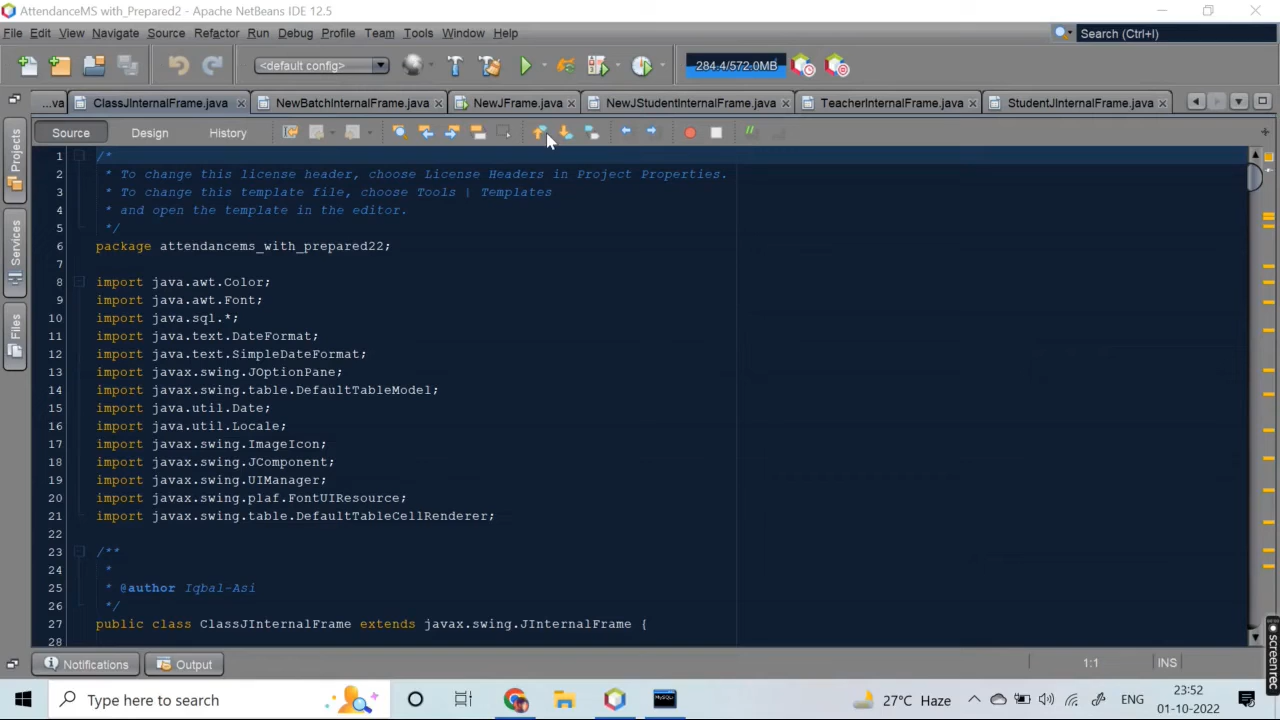 AttendanceMS with_Prepared2 - Apache NetBeans IDE 12.5
File Edit View Navigate Source Refactor Run Debug Profile Team Tools Window Help
Search (Ctrl+I)
<default config>
284.4/572.0MB
...va ClassJInternalFrame.java NewBatchInternalFrame.java NewJFrame.java NewJStudentInternalFrame.java TeacherInternalFrame.java StudentJInternalFrame.java
Source Design History
Projects
Services
Files
1 /*
2 * To change this license header, choose License Headers in Project Properties.
3 * To change this template file, choose Tools | Templates
4 * and open the template in the editor.
5 */
6 package attendancems_with_prepared22;
7
8 import java.awt.Color;
9 import java.awt.Font;
10 import java.sql.*;
11 import java.text.DateFormat;
12 import java.text.SimpleDateFormat;
13 import javax.swing.JOptionPane;
14 import javax.swing.table.DefaultTableModel;
15 import java.util.Date;
16 import java.util.Locale;
17 import javax.swing.ImageIcon;
18 import javax.swing.JComponent;
19 import javax.swing.UIManager;
20 import javax.swing.plaf.FontUIResource;
21 import javax.swing.table.DefaultTableCellRenderer;
22
23 /**
24 *
25 * @author Iqbal-Asi
26 */
27 public class ClassJInternalFrame extends javax.swing.JInternalFrame {
28
Notifications Output
1:1 INS
screenrec
Type here to search
27°C Haze
ENG
23:52
01-10-2022